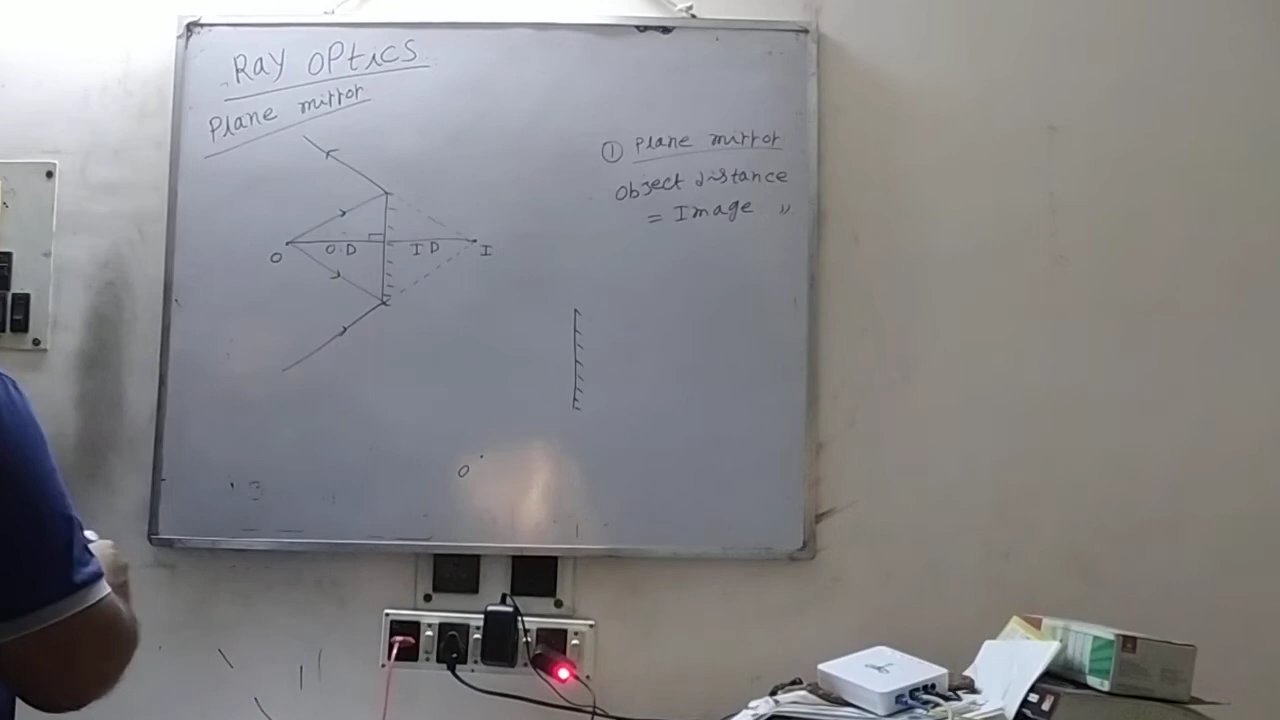 Ray optics
Plane mirror
① Plane mirror
Object distance
= Image 〃
O
O.D
I D
I
O